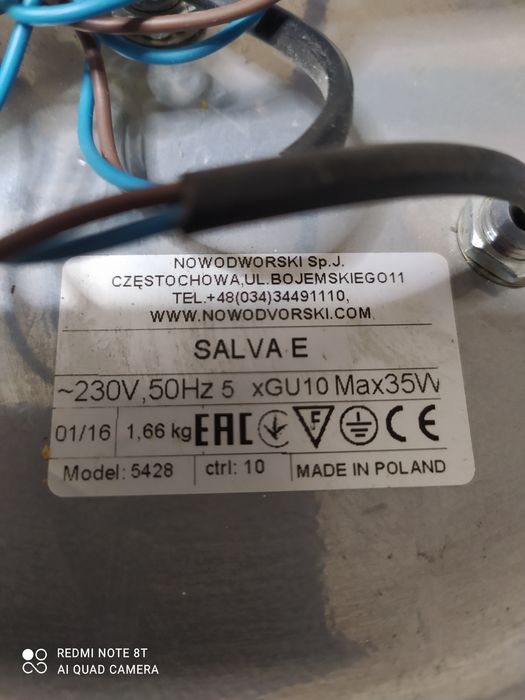 NOWODWORSKI Sp.J.
CZĘSTOCHOWA,UL.BOJEMSKIEGO11
TEL.+48(034)34491110,
WWW.NOWODVORSKI.COM
SALVA E
~230V,50Hz 5 xGU10 Max35W
01/16 1,66 kg EAC F CE
Model: 5428 ctrl: 10 MADE IN POLAND
REDMI NOTE 8T
AI QUAD CAMERA